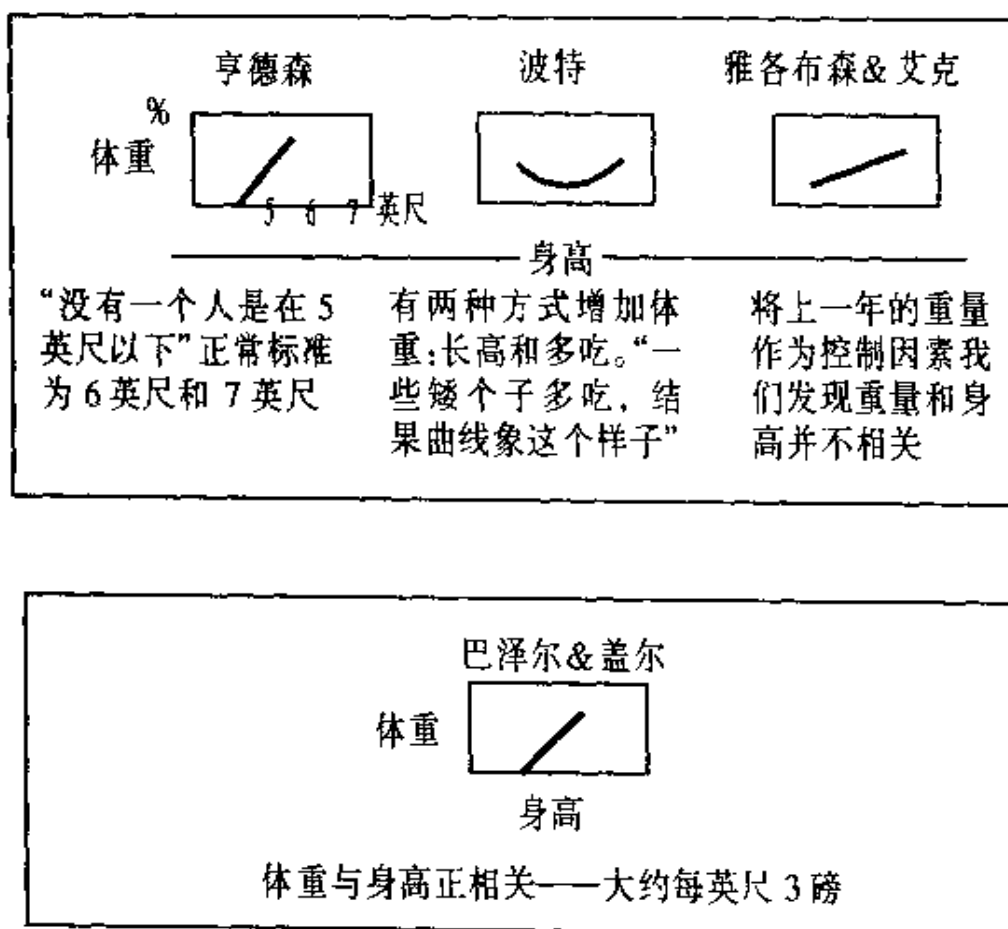 亨德森
波特
雅各布森&艾克
%
体重
5 6 7英尺
身高
“没有一个人是在5
英尺以下”正常标准
为6英尺和7英尺
有两种方式增加体
重:长高和多吃。“一
些矮个子多吃，结
果曲线象这个样子”
将上一年的重量
作为控制因素我
们发现重量和身
高并不相关
巴泽尔&盖尔
体重
身高
体重与身高正相关——大约每英尺3磅